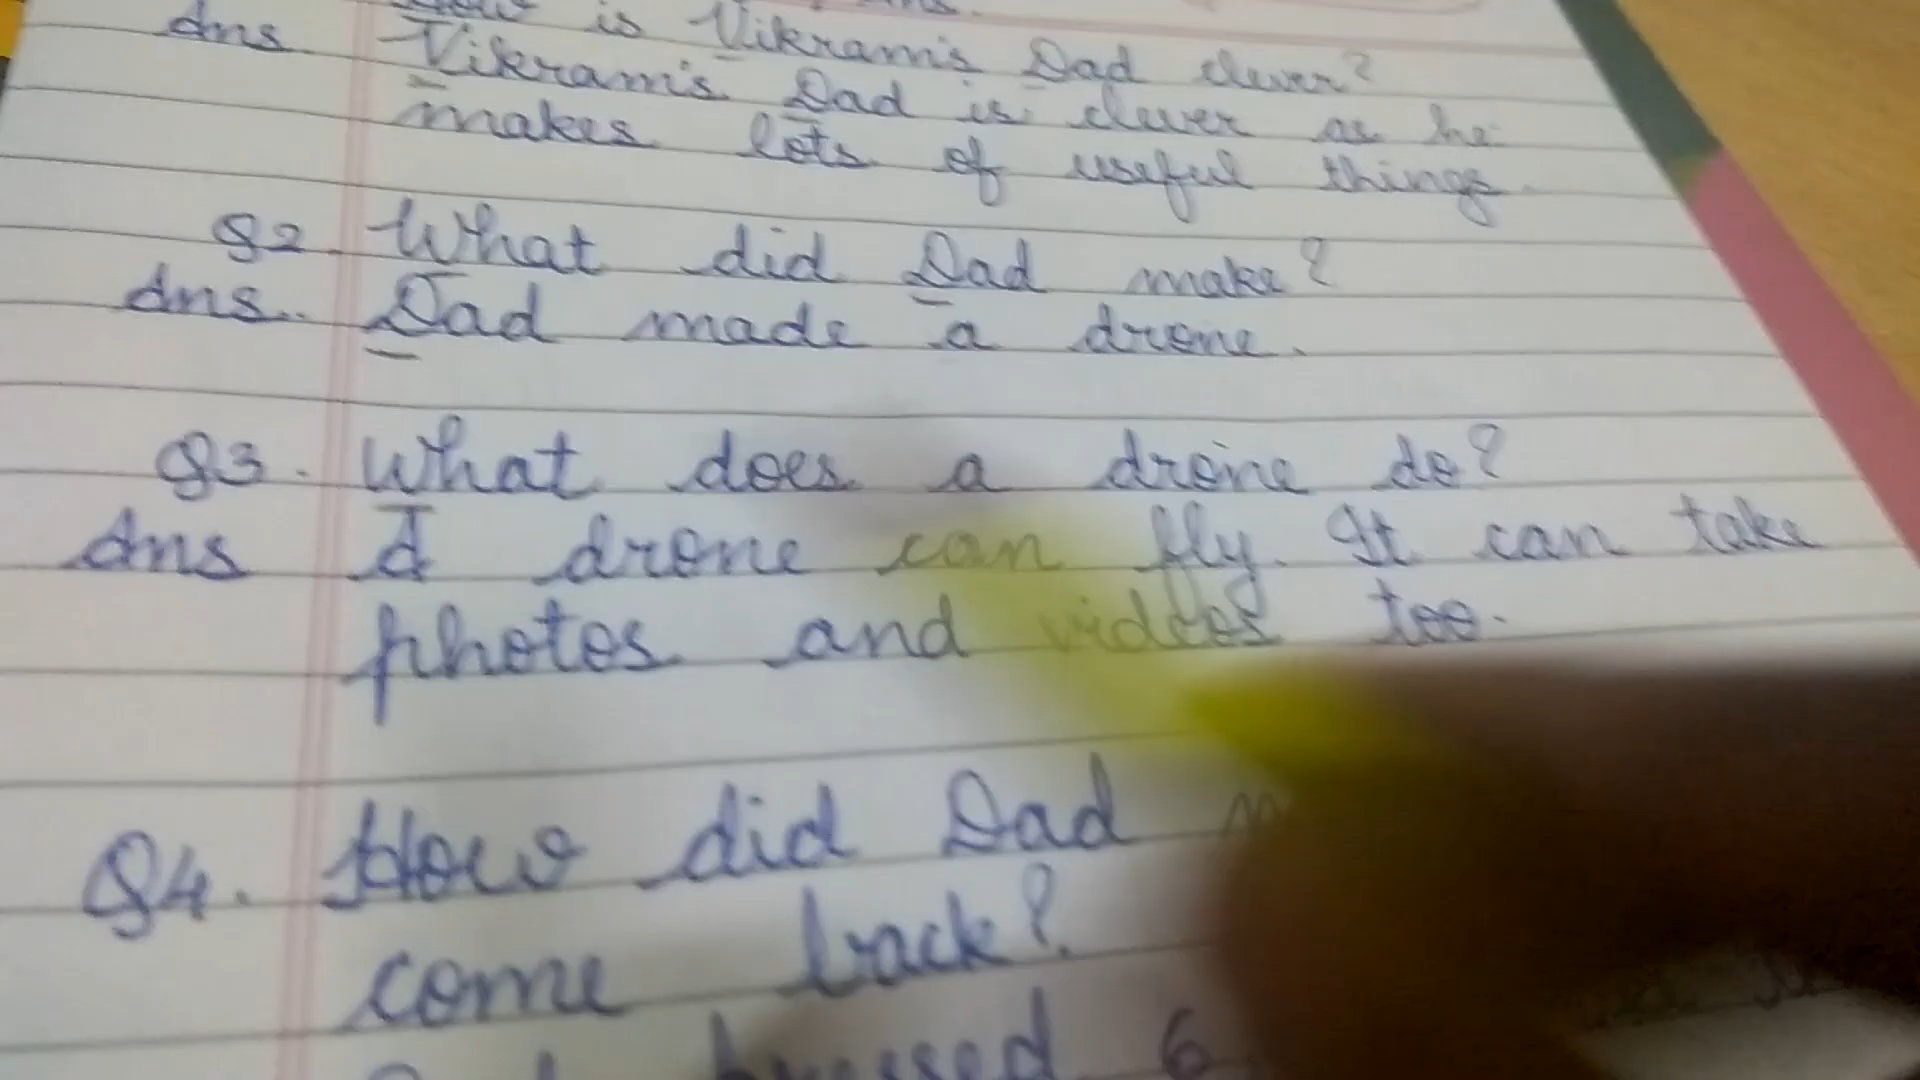 How is Vikram's Dad clever?
Ans Vikram's Dad is clever as he
makes lots of useful things.
Q2. What did Dad make?
Ans.. Dad made a drone.
Q3. What does a drone do?
Ans A drone can fly. It can take
photos and videos too.
Q4. How did Dad
come back?
pressed 6